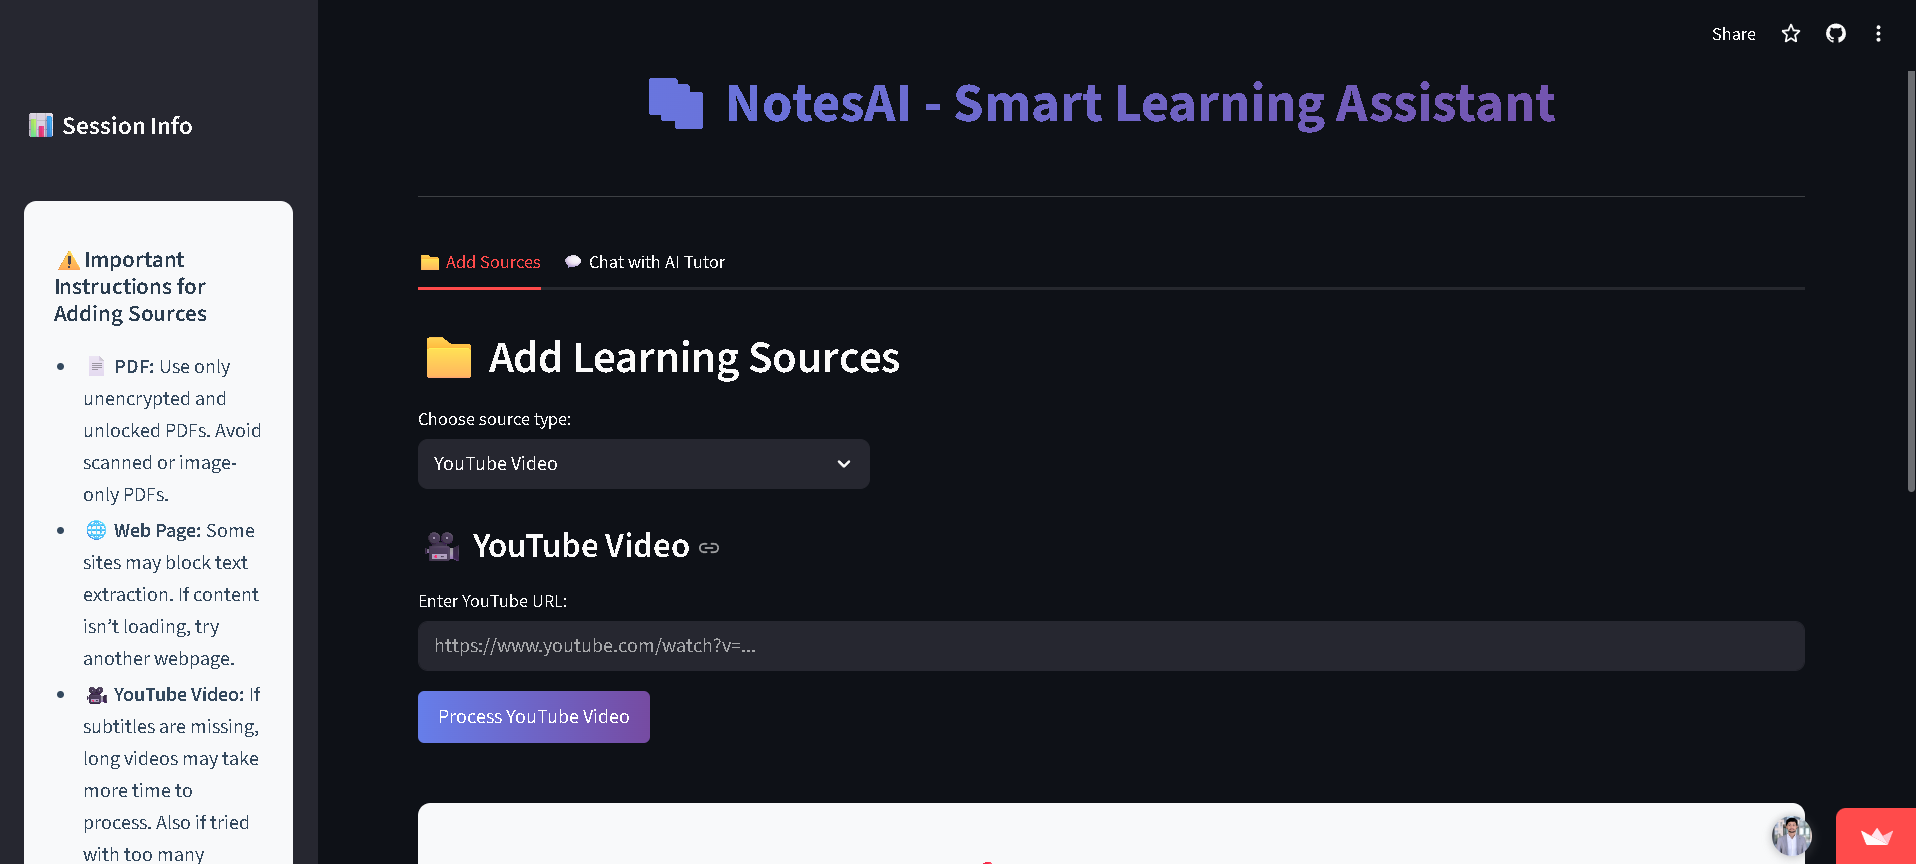 Share
Session Info
Important
Instructions for
Adding Sources
PDF: Use only
unencrypted and
unlocked PDFs. Avoid
scanned or image-
only PDFs.
Web Page: Some
sites may block text
extraction. If content
isn’t loading, try
another webpage.
YouTube Video: If
subtitles are missing,
long videos may take
more time to
process. Also if tried
with too many
NotesAI - Smart Learning Assistant
Add Sources
Chat with AI Tutor
Add Learning Sources
Choose source type:
YouTube Video
YouTube Video
Enter YouTube URL:
https://www.youtube.com/watch?v=...
Process YouTube Video